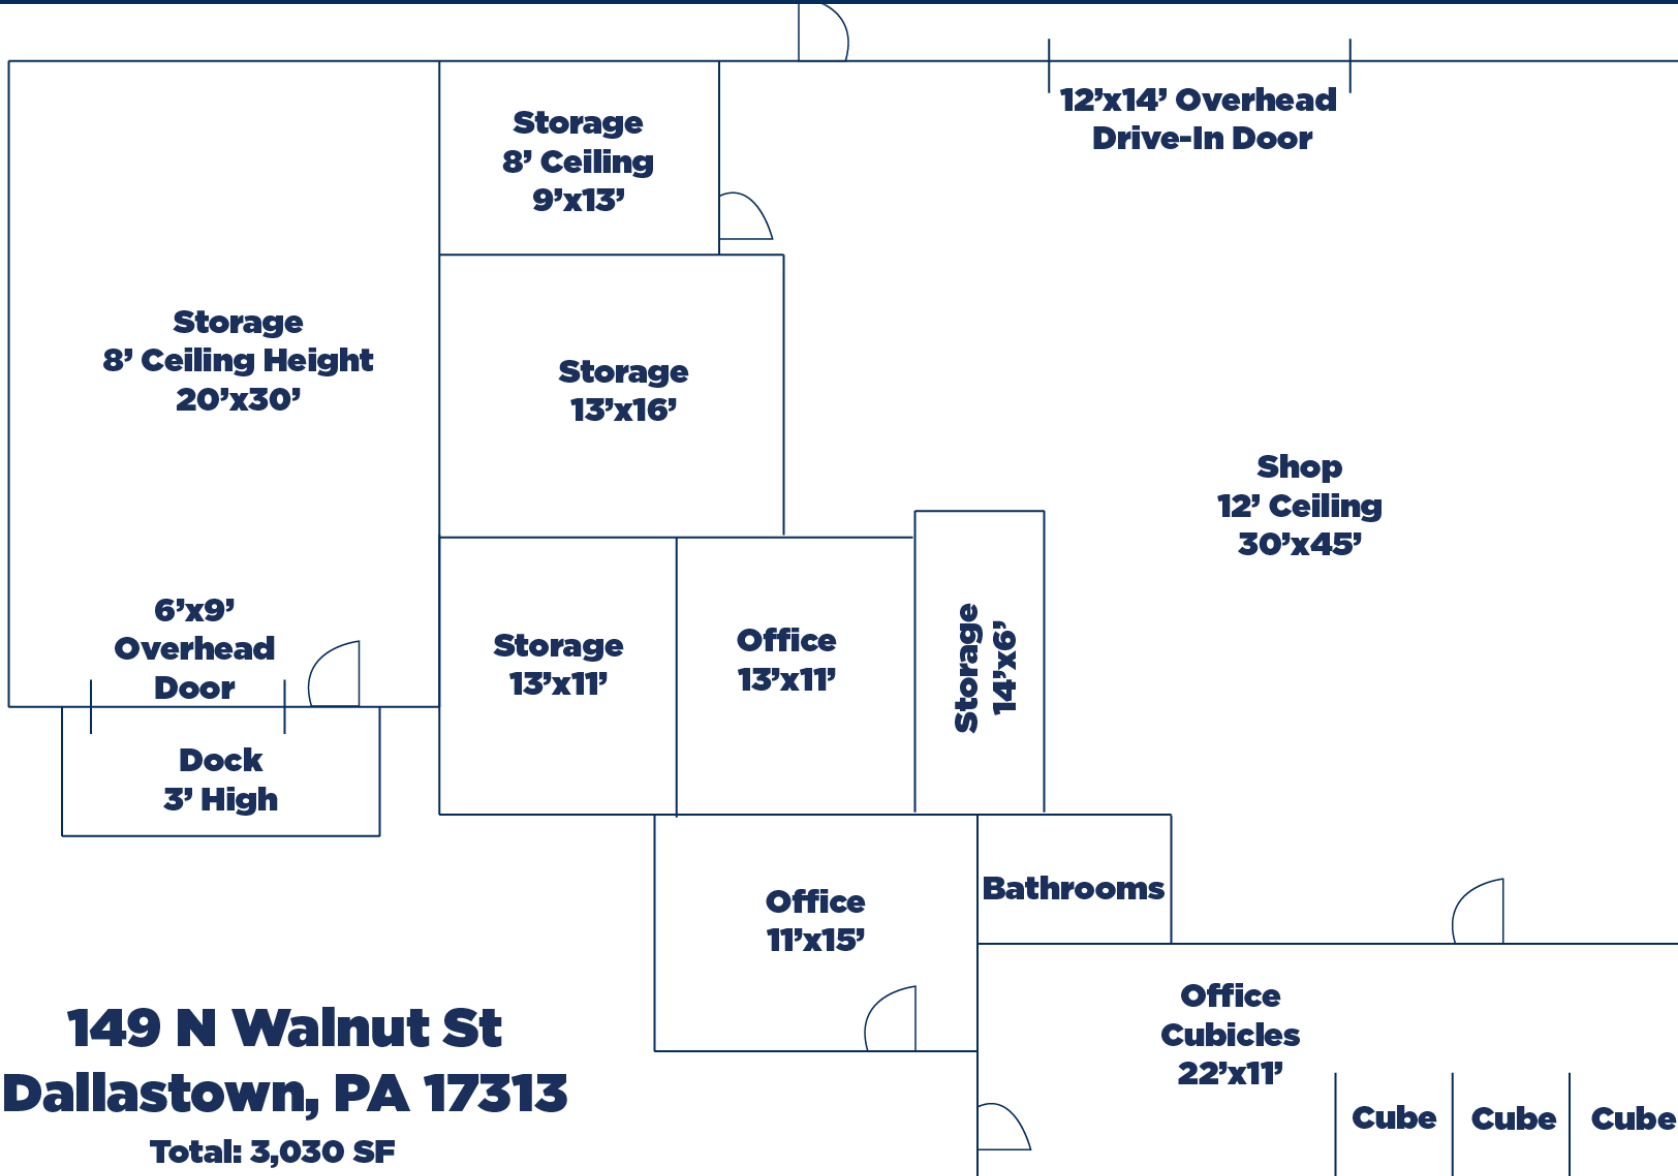 12’x14’ Overhead
Drive-In Door
Storage
8’ Ceiling
9’x13’
Storage
8’ Ceiling Height
20’x30’
Storage
13’x16’
Shop
12’ Ceiling
30’x45’
6’x9’
Overhead
Door
Storage
13’x11’
Office
13’x11’
Storage
14’x6’
Dock
3’ High
Office
11’x15’
Bathrooms
Office
Cubicles
22’x11’
Cube
Cube
Cube
149 N Walnut St
Dallastown, PA 17313
Total: 3,030 SF